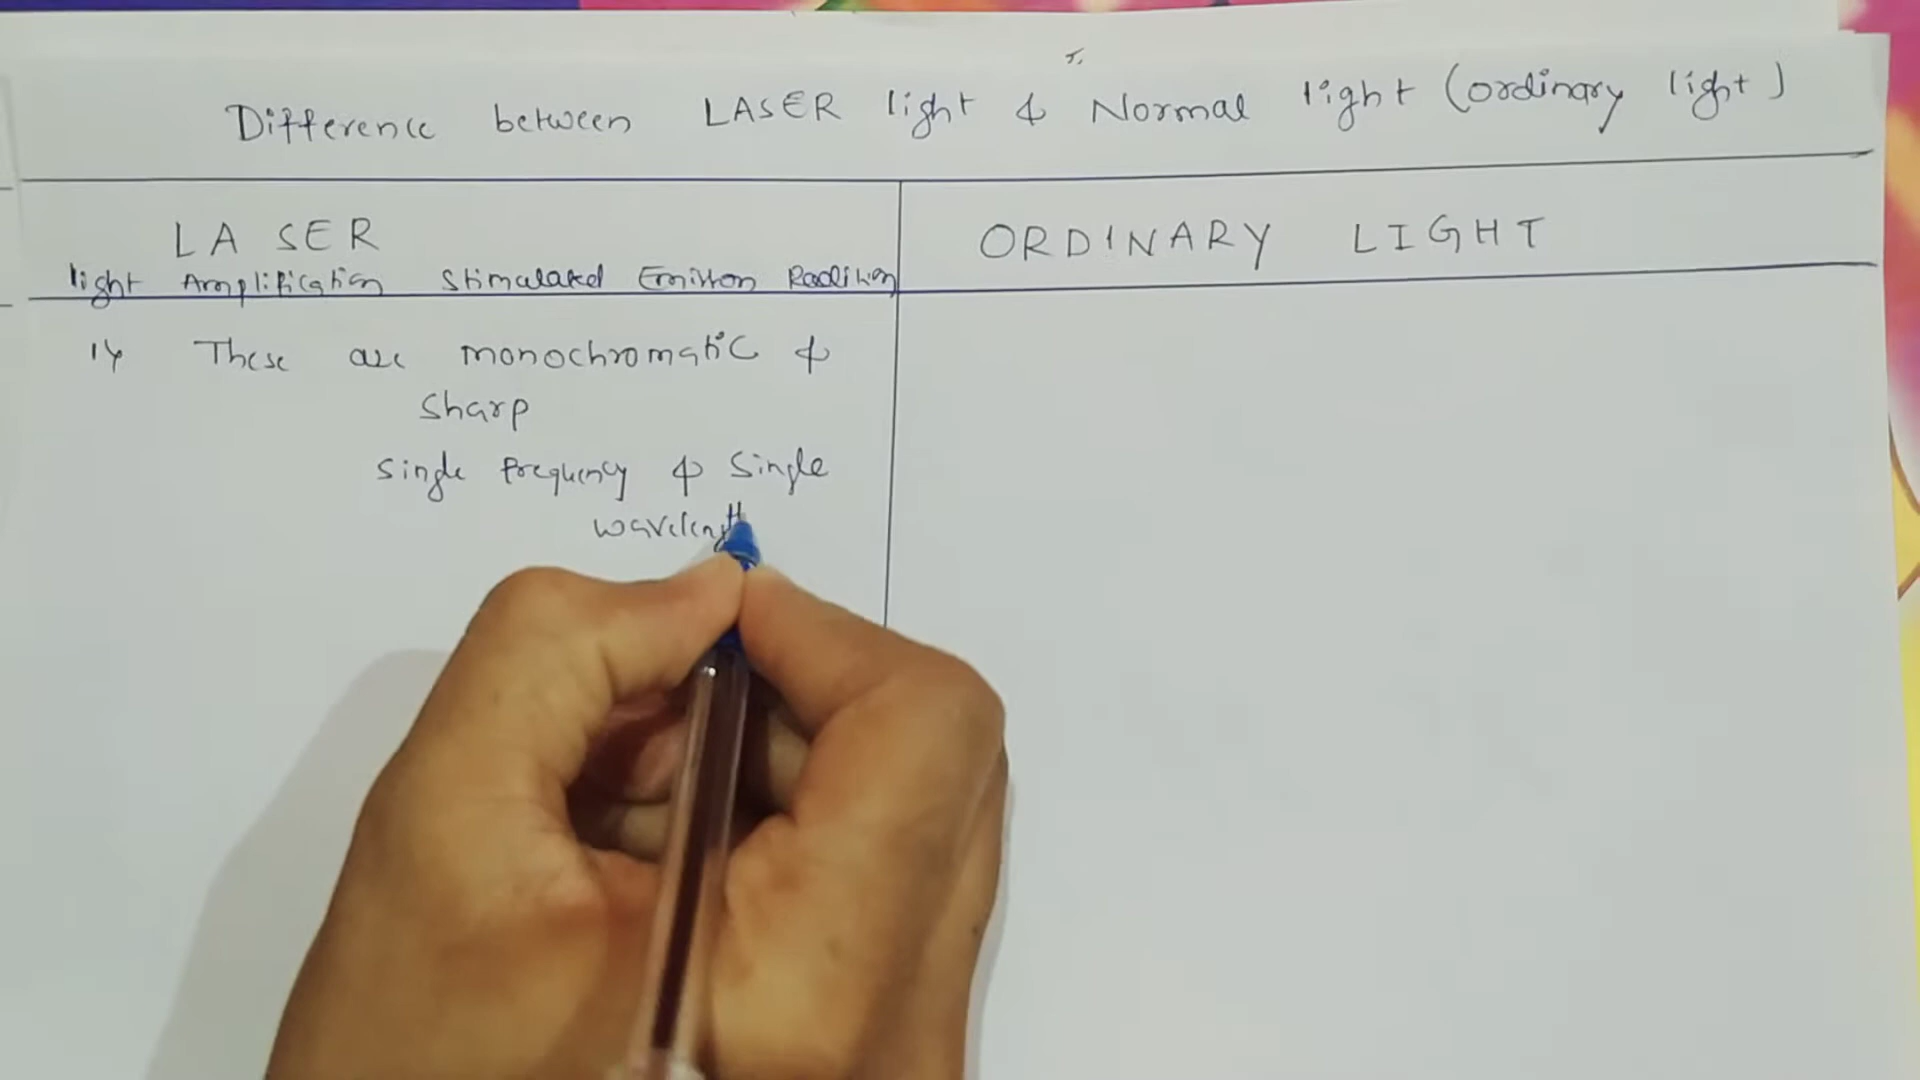 Difference between LASER light & Normal light (ordinary light)
LASER
ORDINARY LIGHT
light Amplification Stimulated Emission Radiation
1) These are monochromatic &
sharp
single frequency & single
wavelength